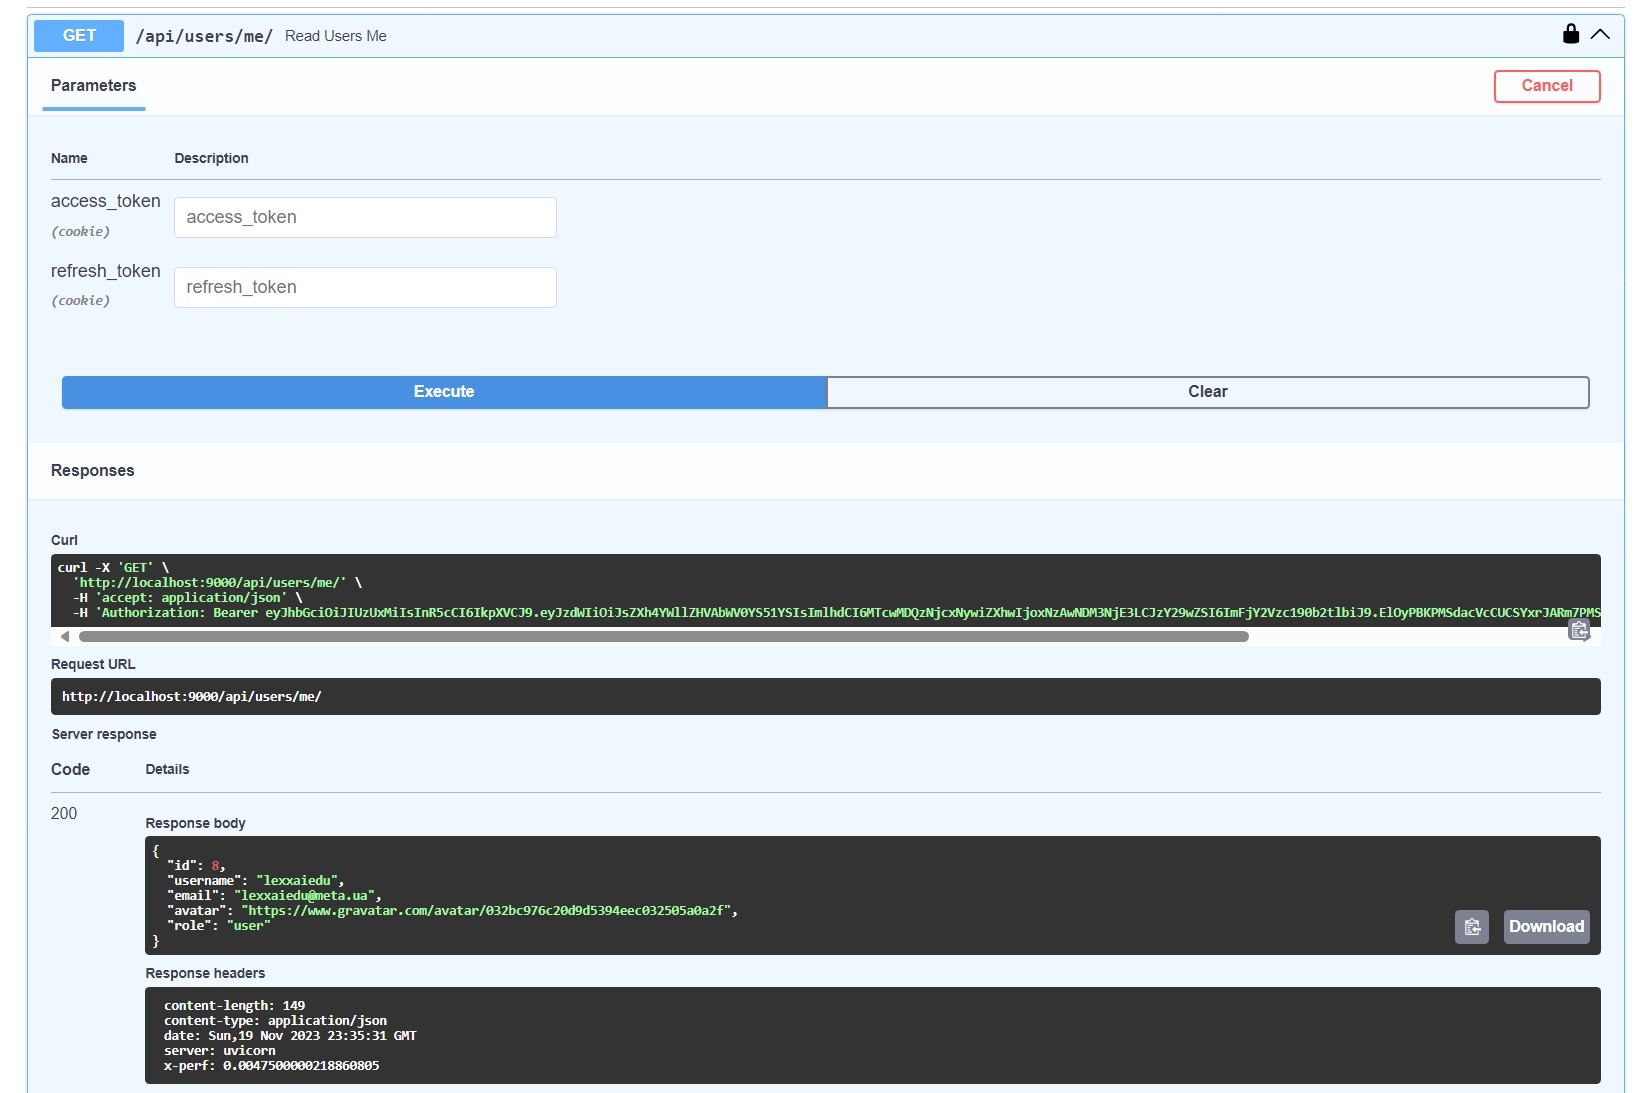 GET /api/users/me/ Read Users Me
Parameters
Cancel
Name Description
access_token
(cookie)
access_token
refresh_token
(cookie)
refresh_token
Execute
Clear
Responses
Curl
curl -X 'GET' \
'http://localhost:9000/api/users/me/' \
-H 'accept: application/json' \
-H 'Authorization: Bearer eyJhbGciOiJIUzUxMiIsInR5cCI6IkpXVCJ9.eyJzdWIiOiJsZXh4YWllZHVAbWV0YS51YSIsImlhdCI6MTcwMDQzNjcxNywiZXhwIjoxNzAwNDM3NjE3LCJzY29wZSI6ImFjY2Vzc190b2tlbiJ9.ElOyPBKPMSdacVcCUCSYxrJARm7PMS
Request URL
http://localhost:9000/api/users/me/
Server response
Code Details
200
Response body
{
"id": 8,
"username": "lexxaiedu",
"email": "lexxaiedu@meta.ua",
"avatar": "https://www.gravatar.com/avatar/032bc976c20d9d5394eec032505a0a2f",
"role": "user"
}
Download
Response headers
content-length: 149
content-type: application/json
date: Sun,19 Nov 2023 23:35:31 GMT
server: uvicorn
x-perf: 0.0047500000218860805